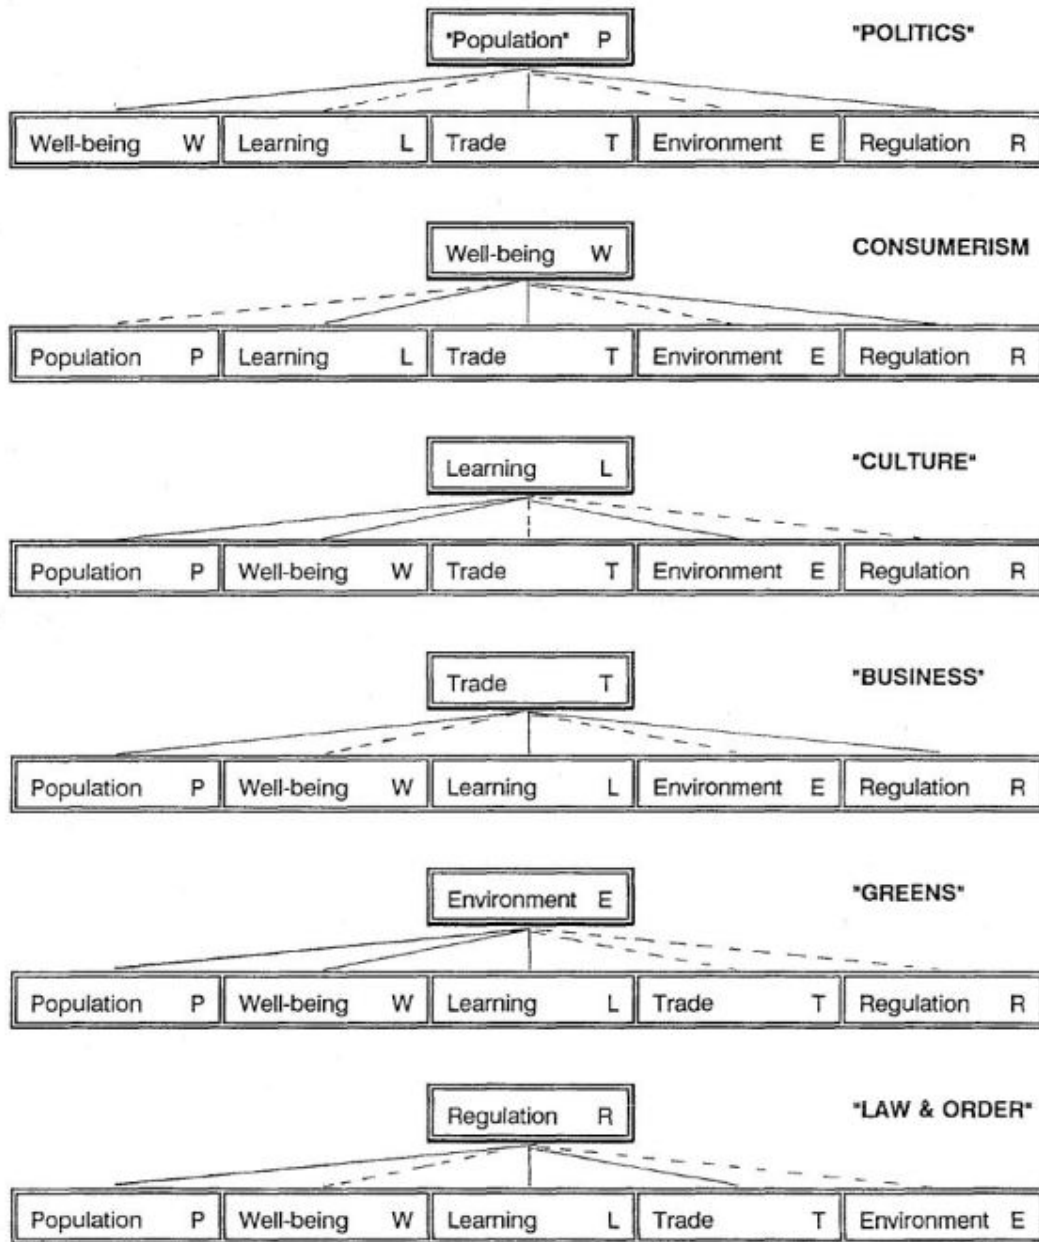 "Population" P "POLITICS"
Well-being W Learning L Trade T Environment E Regulation R
Well-being W CONSUMERISM
Population P Learning L Trade T Environment E Regulation R
Learning L "CULTURE"
Population P Well-being W Trade T Environment E Regulation R
Trade T "BUSINESS"
Population P Well-being W Learning L Environment E Regulation R
Environment E "GREENS"
Population P Well-being W Learning L Trade T Regulation R
Regulation R "LAW & ORDER"
Population P Well-being W Learning L Trade T Environment E